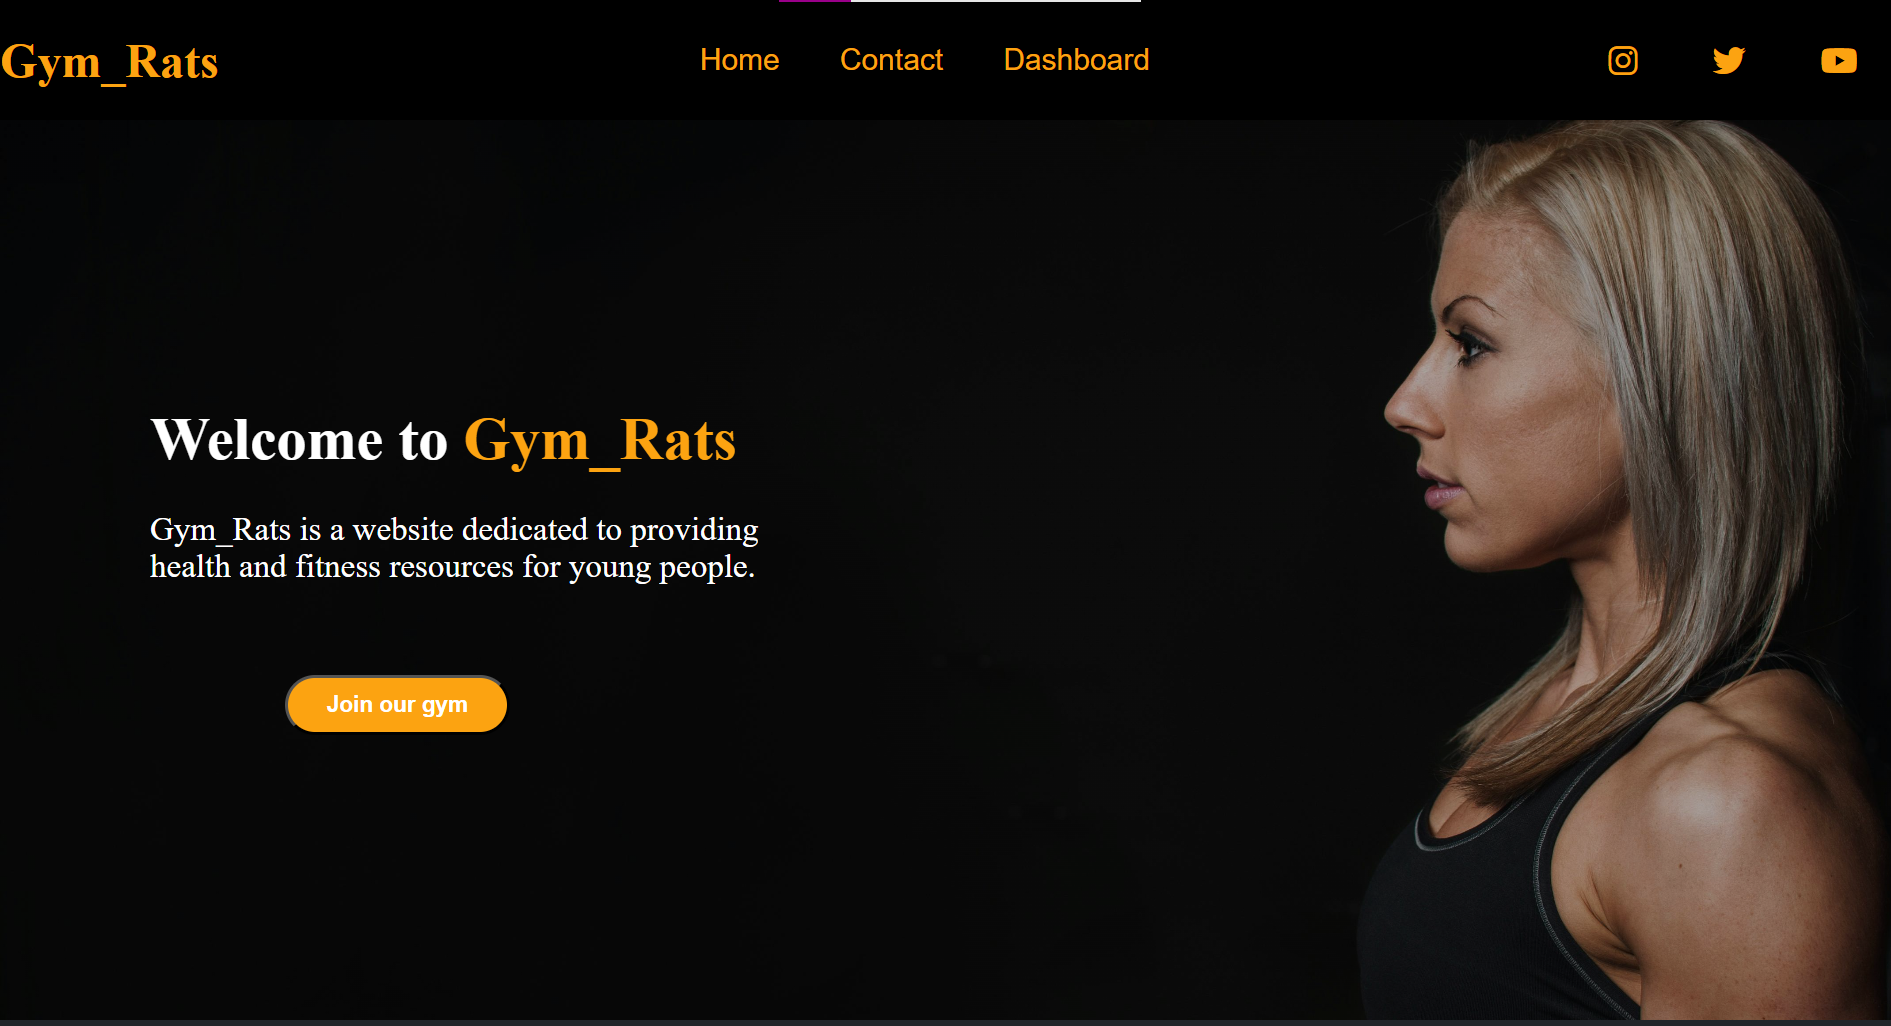 Gym_Rats
Home Contact Dashboard
Welcome to Gym_Rats
Gym_Rats is a website dedicated to providing
health and fitness resources for young people.
Join our gym